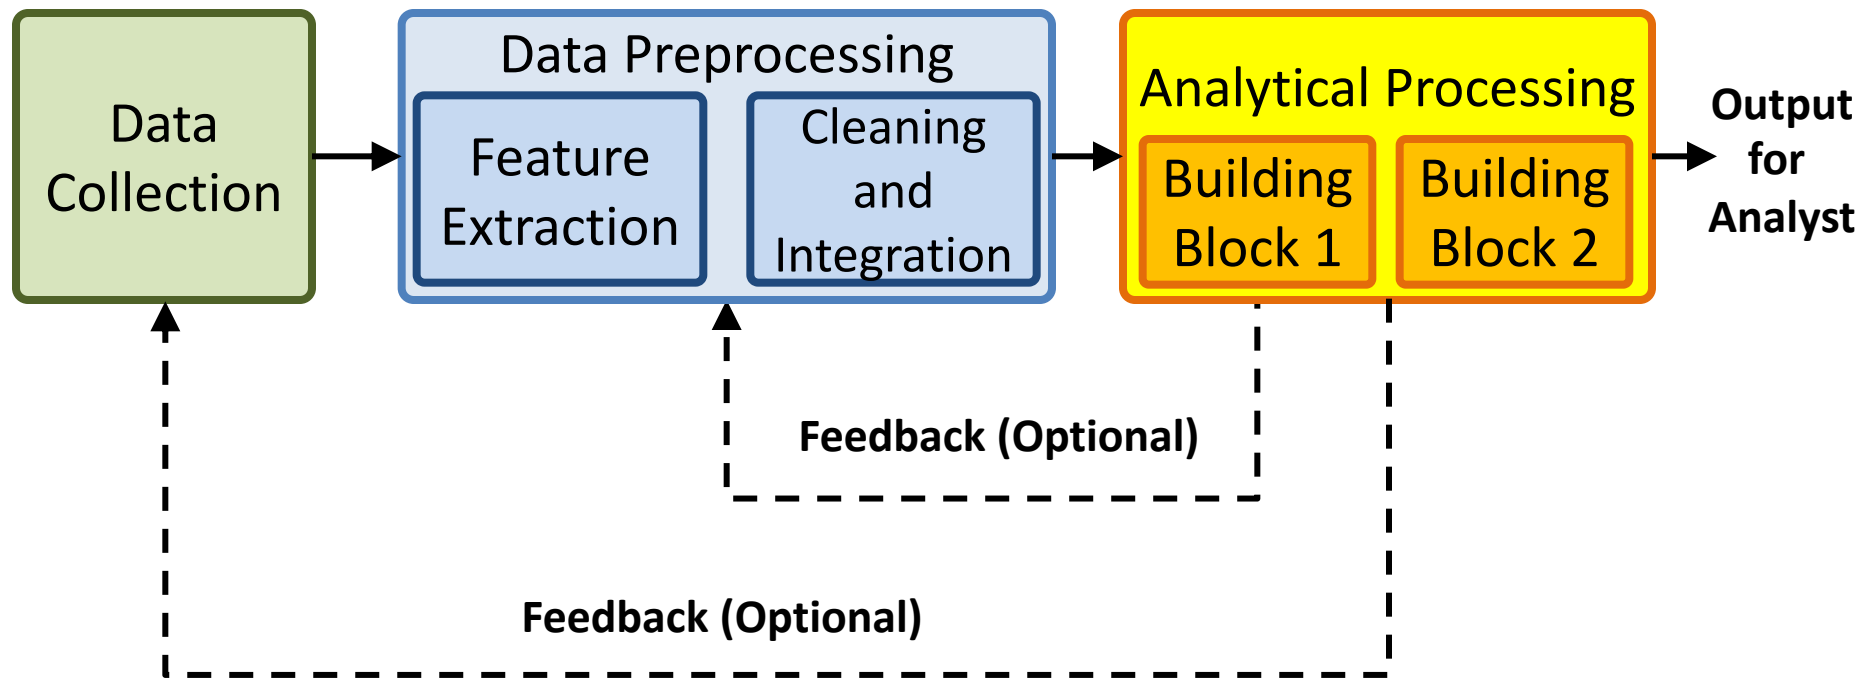 Data
Collection
Data Preprocessing
Feature
Extraction
Cleaning
and
Integration
Analytical Processing
Building
Block 1
Building
Block 2
Output
for
Analyst
Feedback (Optional)
Feedback (Optional)